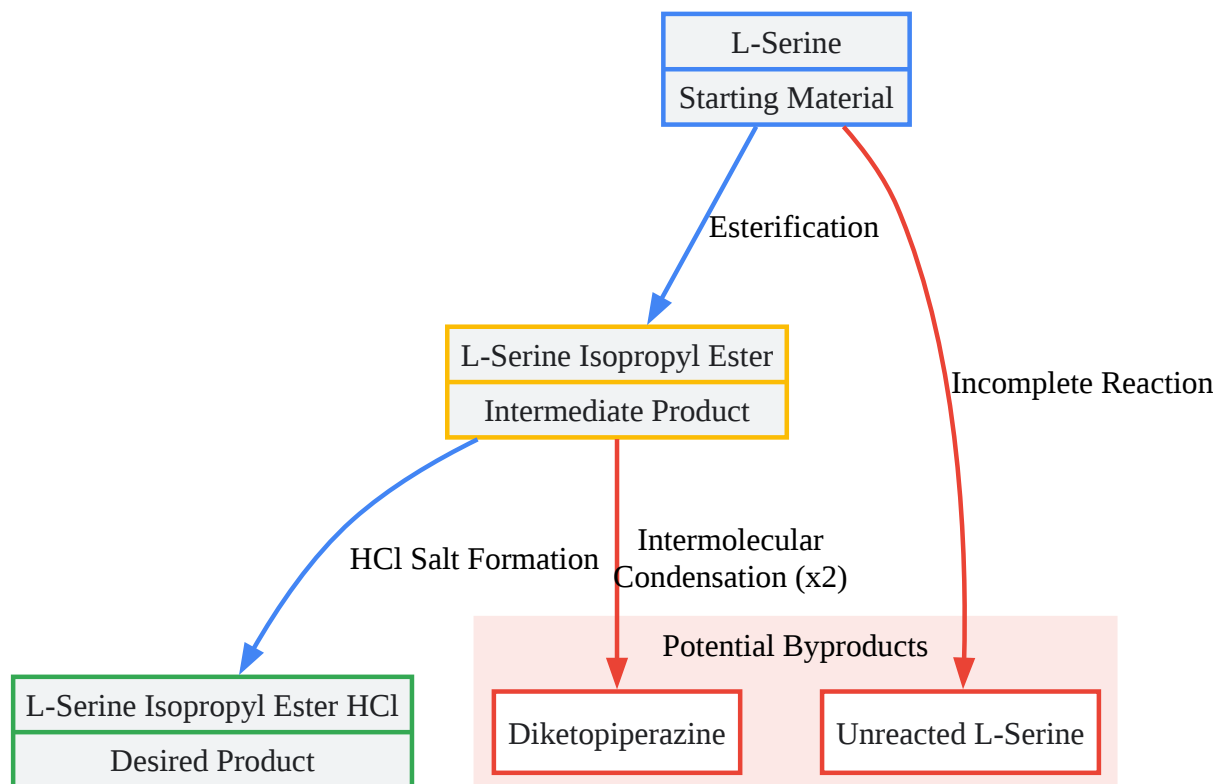 L-Serine
Starting Material
Esterification
L-Serine Isopropyl Ester
Intermediate Product
Incomplete Reaction
HCl Salt Formation
Intermolecular
Condensation (x2)
Potential Byproducts
L-Serine Isopropyl Ester HCl
Desired Product
Diketopiperazine
Unreacted L-Serine